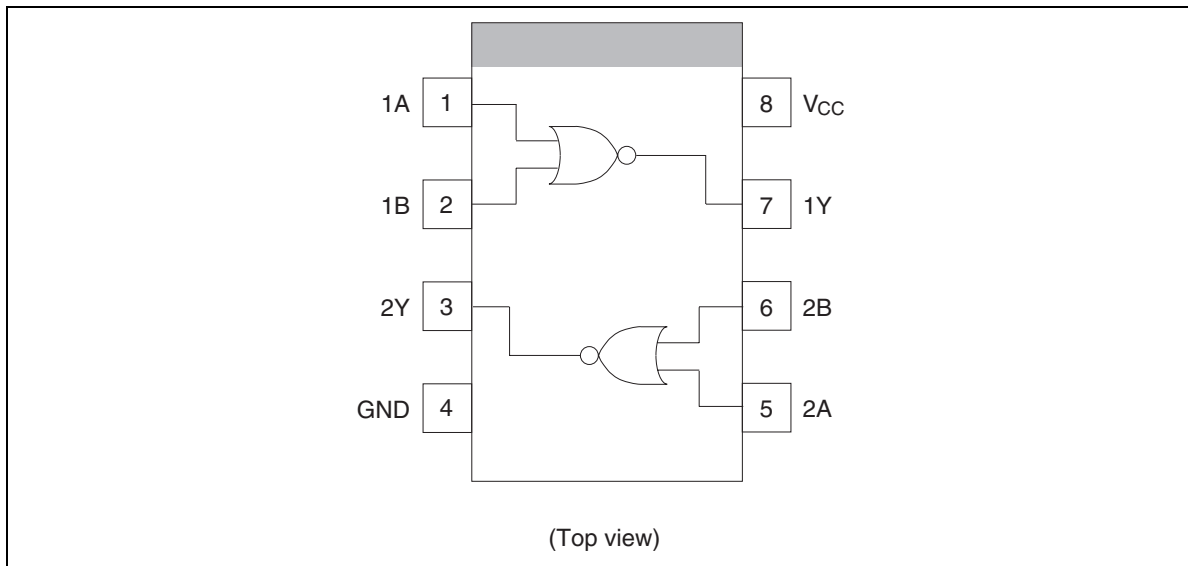 1A 1 8 VCC
1B 2 7 1Y
2Y 3 6 2B
GND 4 5 2A
(Top view)